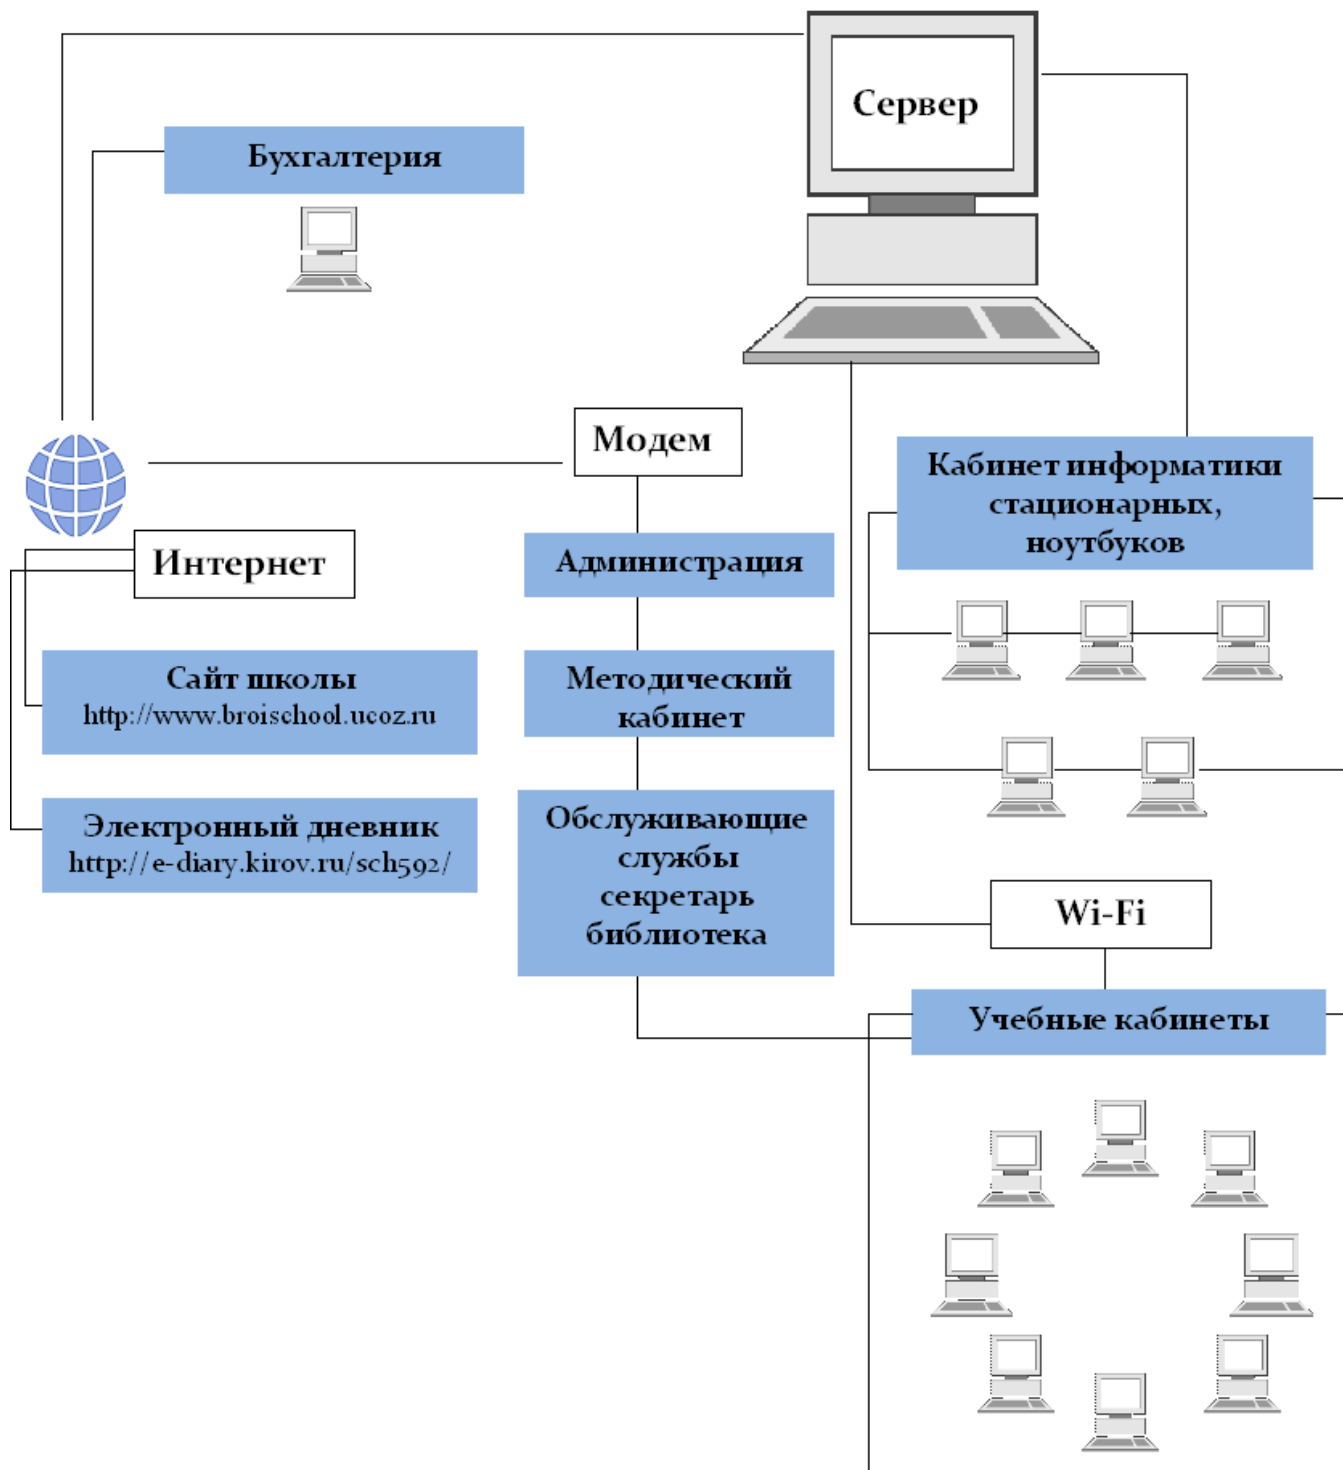 Сервер
Бухгалтерия
Модем
Кабинет информатики
стационарных,
ноутбуков
Интернет
Администрация
Сайт школы
http://www.broischool.ucoz.ru
Методический
кабинет
Электронный дневник
http://e-diary.kirov.ru/sch592/
Обслуживающие
службы
секретарь
библиотека
Wi-Fi
Учебные кабинеты